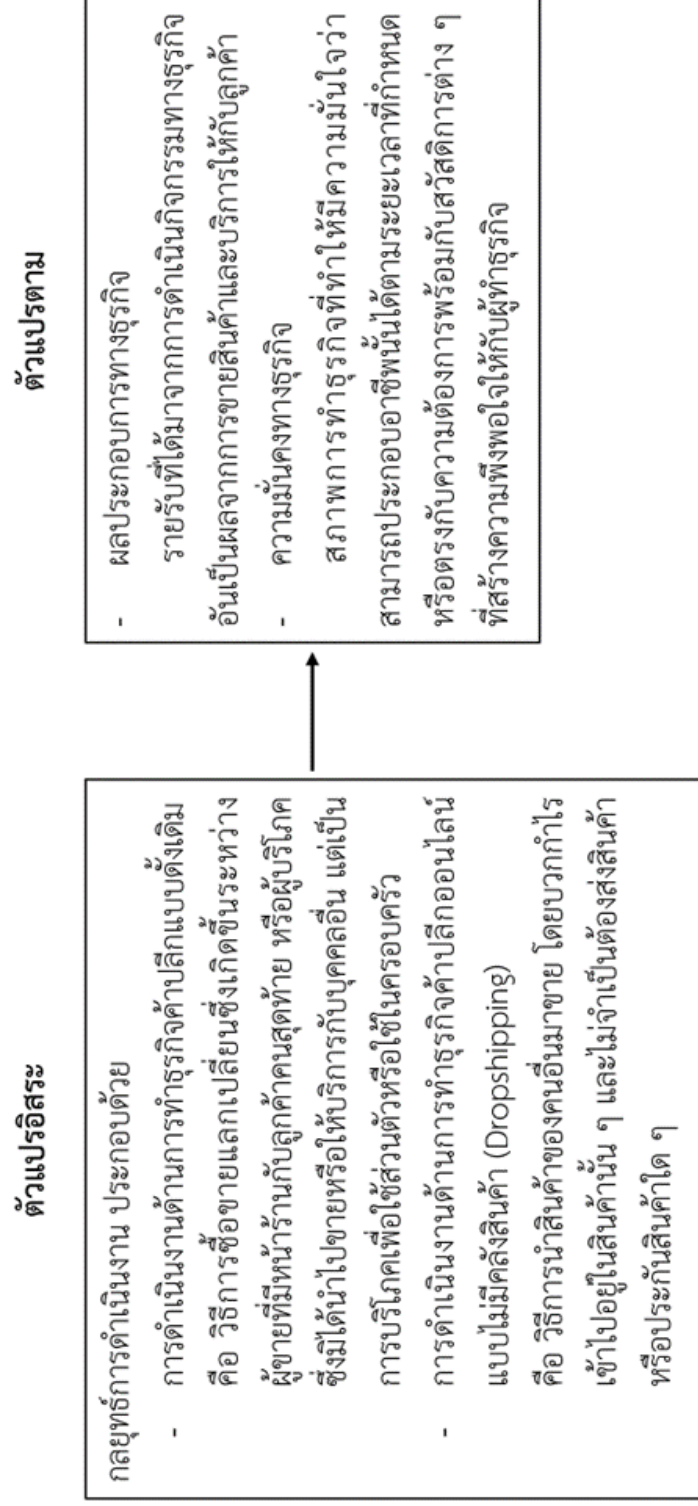 ตัวแปรอิสระ
กลยุทธ์การดำเนินงาน ประกอบด้วย
- การดำเนินงานด้านการทำธุรกิจค้าปลีกแบบดั้งเดิม
คือ วิธีการซื้อขายแลกเปลี่ยนซึ่งเกิดขึ้นระหว่าง
ผู้ขายที่มีหน้าร้านกับลูกค้าคนสุดท้าย หรือผู้บริโภค
ซึ่งมิได้นำไปขายหรือให้บริการกับบุคคลอื่น แต่เป็น
การบริโภคเพื่อใช้ส่วนตัวหรือใช้ในครอบครัว
- การดำเนินงานด้านการทำธุรกิจค้าปลีกออนไลน์
แบบไม่มีคลังสินค้า (Dropshipping)
คือ วิธีการนำสินค้าของคนอื่นมาขาย โดยบวกกำไร
เข้าไปอยู่ในสินค้านั้น ๆ และไม่จำเป็นต้องส่งสินค้า
หรือประกันสินค้าใด ๆ
ตัวแปรตาม
- ผลประกอบการทางธุรกิจ
รายรับที่ได้มาจากการดำเนินกิจกรรมทางธุรกิจ
อันเป็นผลจากการขายสินค้าและบริการให้กับลูกค้า
- ความมั่นคงทางธุรกิจ
สภาพการทำธุรกิจที่ทำให้มีความมั่นใจว่า
สามารถประกอบอาชีพนั้นได้ตามระยะเวลาที่กำหนด
หรือตรงกับความต้องการพร้อมกับสวัสดิการต่าง ๆ
ที่สร้างความพึงพอใจให้กับผู้ทำธุรกิจ